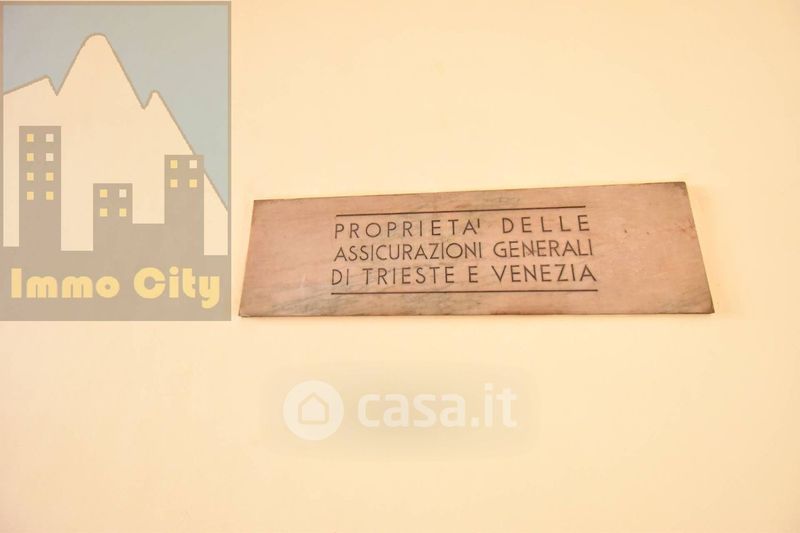 Immo City
PROPRIETA' DELLE
ASSICURAZIONI GENERALI
DI TRIESTE E VENEZIA
casa.it